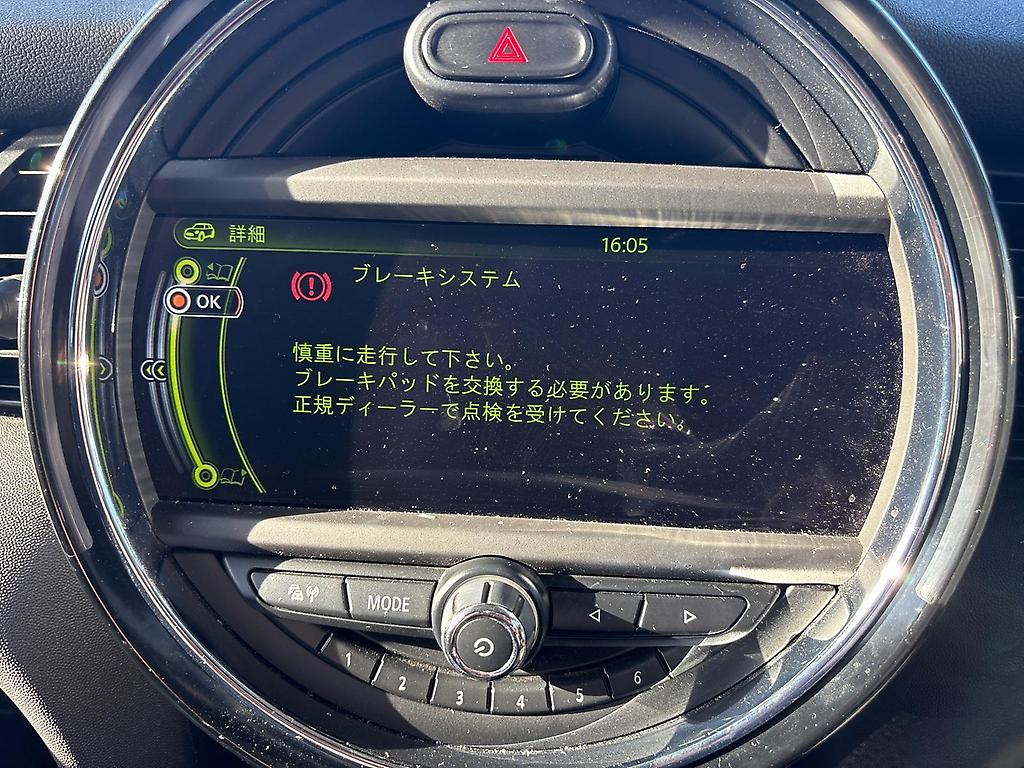 詳細
16:05
OK
ブレーキシステム
慎重に走行して下さい。
ブレーキパッドを交換する必要があります。
正規ディーラーで点検を受けてください。
MODE
1 2 3 4 5 6